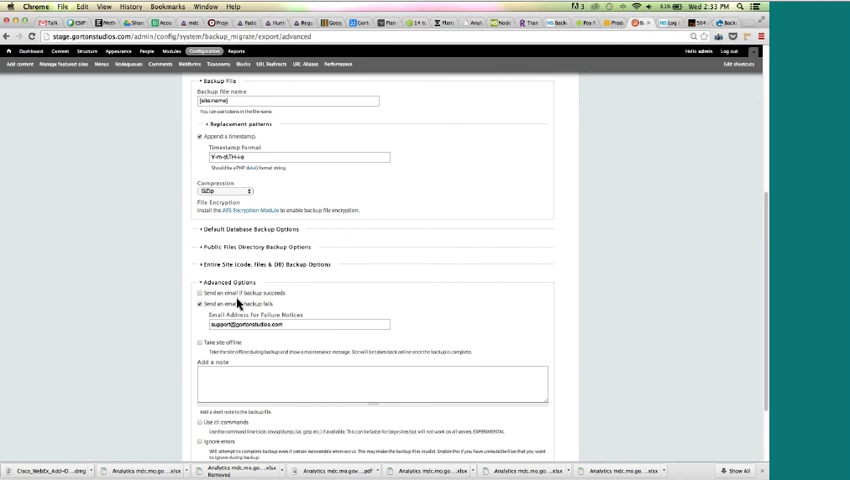 Chrome File Edit View History Bookmarks Window Help
Wed 2:33 PM
stage.gortonstudios.com/admin/config/system/backup_migrate/export/advanced
Dashboard Content Structure Appearance People Modules Configuration Reports
Hello admin Log out
Add content Manage featured sites Menus Nodequeues Comments Webforms Taxonomy Blocks URL Redirects URL Aliases Performance
Edit shortcuts
Backup File
Backup file name
[site:name]
You can use tokens in the file name
Replacement patterns
Append a timestamp.
Timestamp format
Y-m-d\TH-i-s
Should be a PHP date() format string.
Compression
GZip
File Encryption
Install the AES Encryption Module to enable backup file encryption.
Default Database Backup Options
Public Files Directory Backup Options
Entire Site (code, Files & DB) Backup Options
Advanced Options
Send an email if backup succeeds
Send an email backup fails
Email Address for Failure Notices
support@gortonstudios.com
Take site offline
Take the site offline during backup and show a maintenance message. Site will be taken back online once the backup is complete.
Add a note
Add a short note to the backup file.
Use cli commands
Use the command line tools (mysqldump, tar, gzip etc.) if available. This can be faster for large sites but will not work on all servers. EXPERIMENTAL
Ignore errors
Will attempt to complete backup even if certain recoverable errors occur. This may make the backup files invalid. Enable this if you have unreadable files that you want to ignore during backup.
Cisco_WebEx_Add-O....dmg
Analytics mdc.mo.go....xlsx
Analytics mdc.mo.gov....xlsx
Removed
Analytics mdc.mo.gov....pdf
Analytics mdc.mo.go....xlsx
Analytics mdc.mo.go....xlsx
Analytics mdc.mo.go....xlsx
Show All